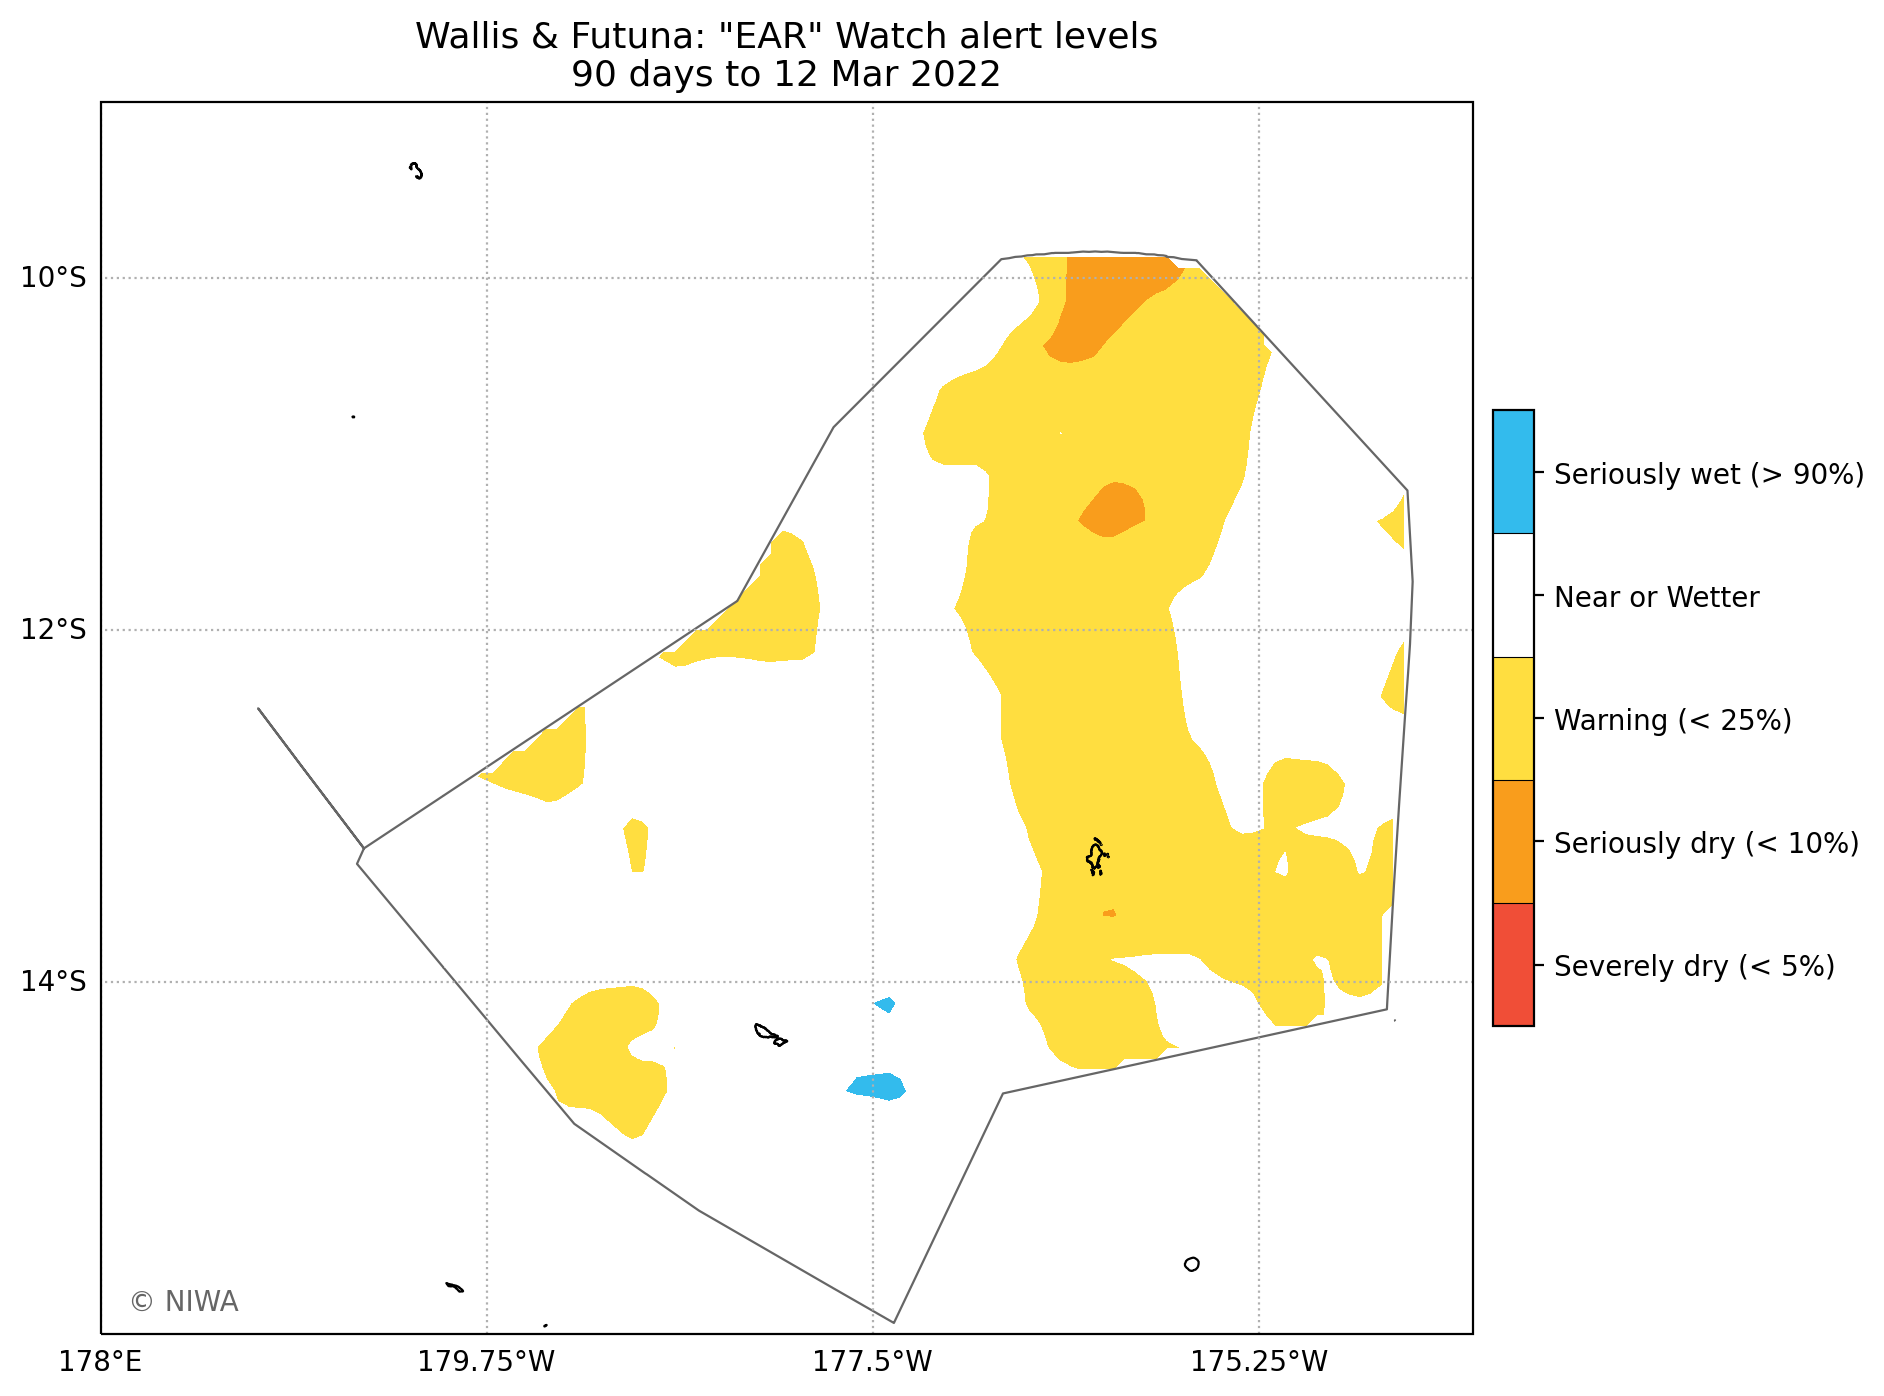 Wallis & Futuna: "EAR" Watch alert levels
90 days to 12 Mar 2022
10°S
12°S
14°S
178°E
179.75°W
177.5°W
175.25°W
© NIWA
Seriously wet (> 90%)
Near or Wetter
Warning (< 25%)
Seriously dry (< 10%)
Severely dry (< 5%)